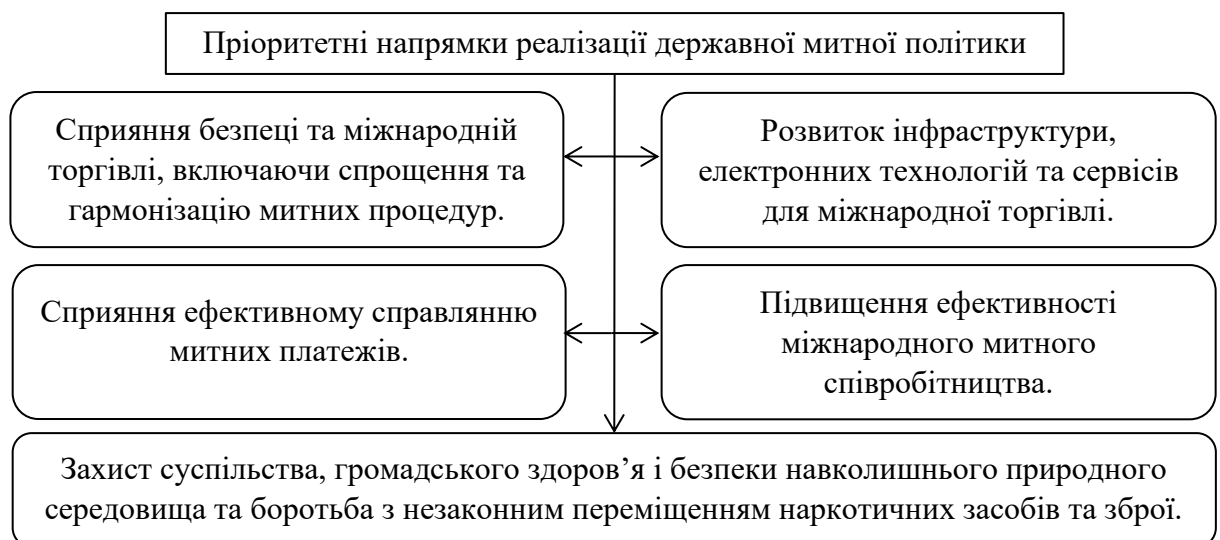 Пріоритетні напрямки реалізації державної митної політики
Сприяння безпеці та міжнародній
торгівлі, включаючи спрощення та
гармонізацію митних процедур.
Розвиток інфраструктури,
електронних технологій та сервісів
для міжнародної торгівлі.
Сприяння ефективному справлянню
митних платежів.
Підвищення ефективності
міжнародного митного
співробітництва.
Захист суспільства, громадського здоров’я і безпеки навколишнього природного
середовища та боротьба з незаконним переміщенням наркотичних засобів та зброї.